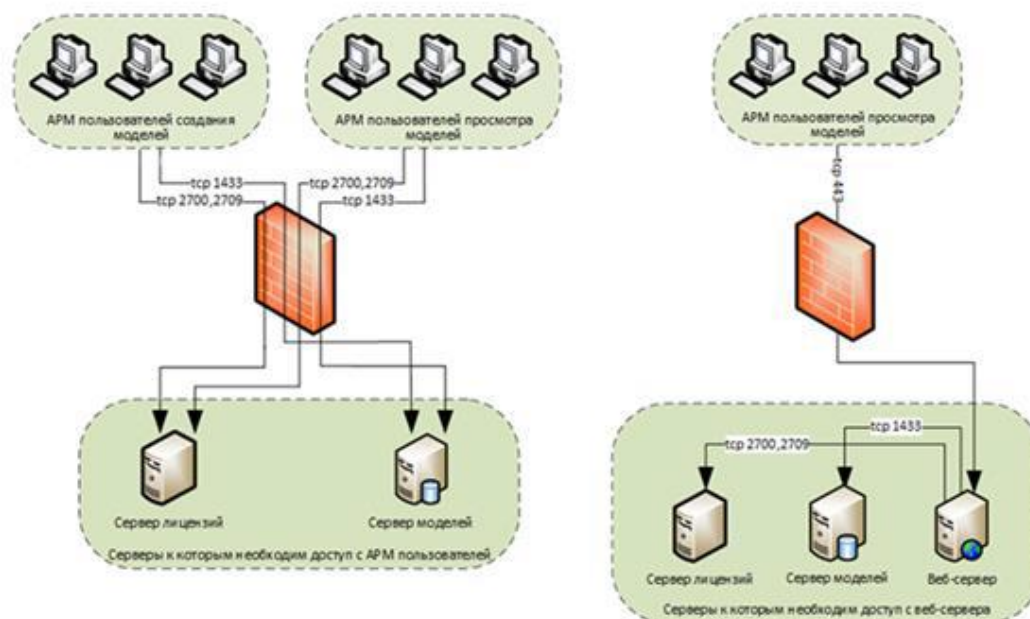 АРМ пользователей создания
моделей
АРМ пользователей просмотра
моделей
tcp 1433
tcp 2700,2709
tcp 2700,2709
tcp 1433
Сервер лицензий
Сервер моделей
Серверы к которым необходим доступ с АРМ пользователей
АРМ пользователей просмотра
моделей
tcp 443
tcp 1433
tcp 2700,2709
Сервер лицензий
Сервер моделей
Веб-сервер
Серверы к которым необходим доступ с веб-сервера